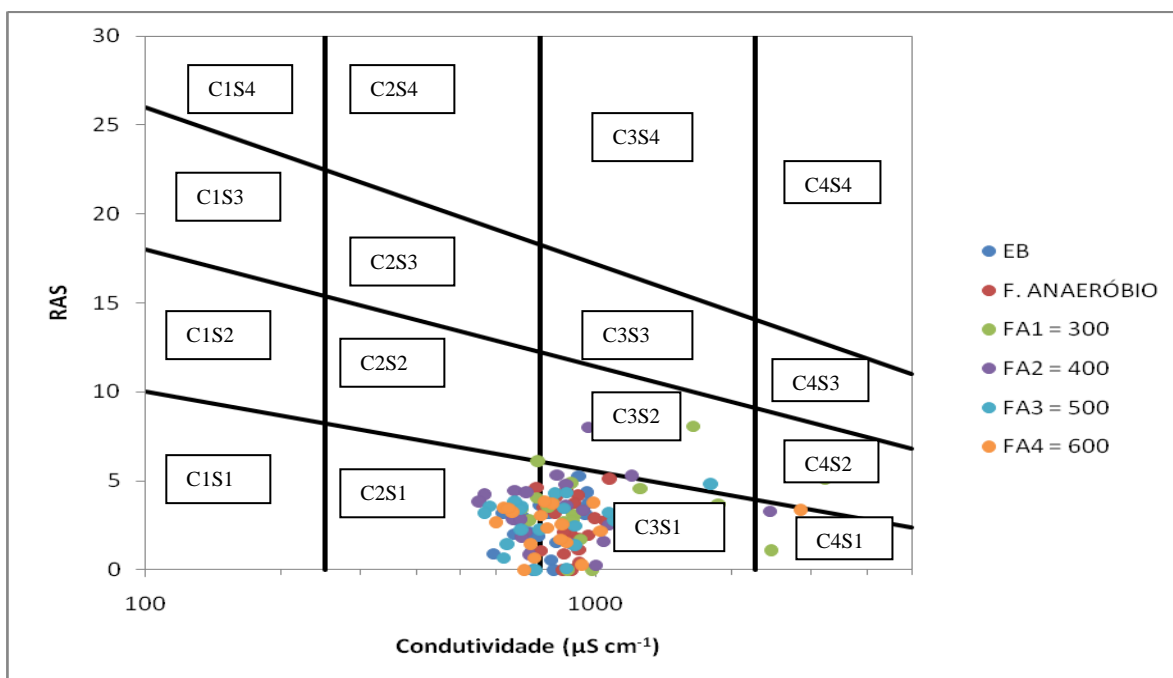 30
25
20
15
10
5
0
RAS
C1S4
C2S4
C3S4
C4S4
C1S3
C2S3
C3S3
C4S3
C1S2
C2S2
C3S2
C4S2
C1S1
C2S1
C3S1
C4S1
100
1000
Condutividade (µS cm-1)
EB
F. ANAERÓBIO
FA1 = 300
FA2 = 400
FA3 = 500
FA4 = 600